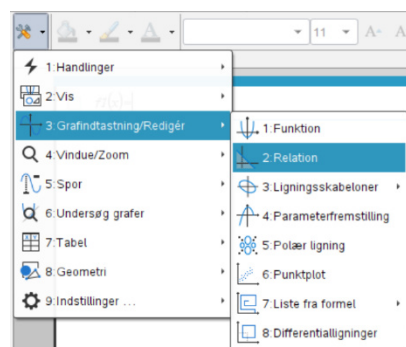 11 A A
1:Handlinger
2:Vis
3:Grafindtastning/Redigér
4:Vindue/Zoom
5:Spor
6:Undersøg grafer
7:Tabel
8:Geometri
9:Indstillinger ...
1:Funktion
2:Relation
3:Ligningsskabeloner
4:Parameterfremstilling
5:Polær ligning
6:Punktplot
7:Liste fra formel
8:Differentialligninger